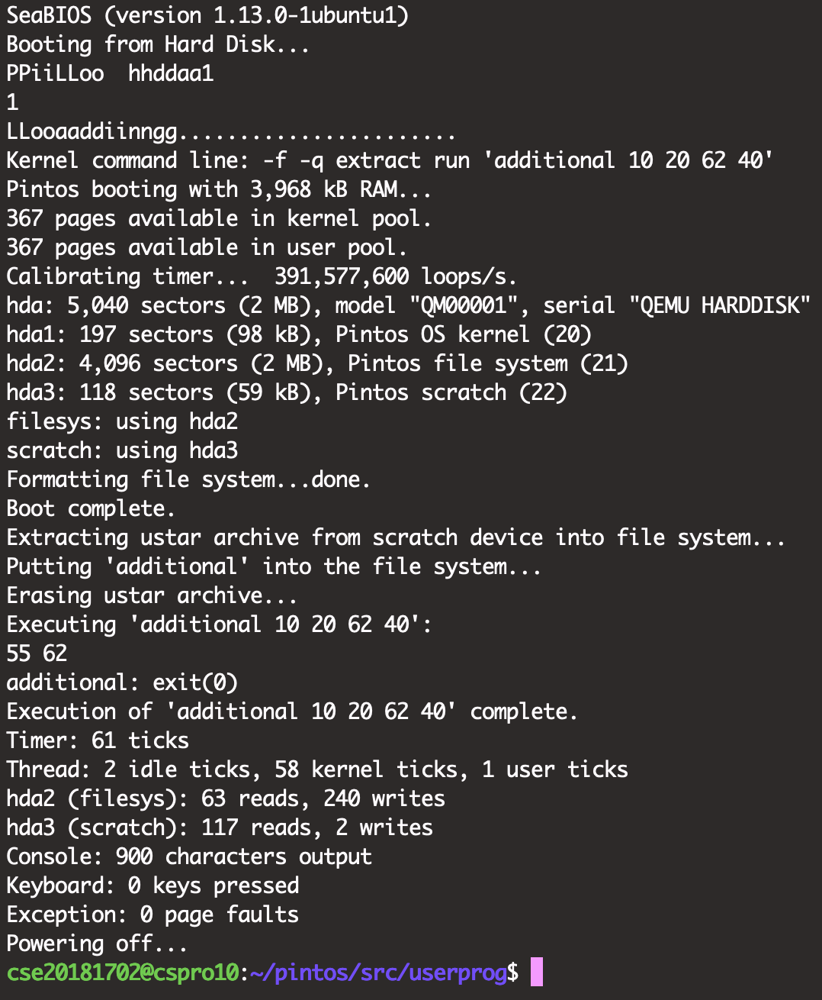 SeaBIOS (version 1.13.0-1ubuntu1)
Booting from Hard Disk...
PPiiLLoo  hhddaa1
1
LLooaaddiinngg.......................
Kernel command line: -f -q extract run 'additional 10 20 62 40'
Pintos booting with 3,968 kB RAM...
367 pages available in kernel pool.
367 pages available in user pool.
Calibrating timer...  391,577,600 loops/s.
hda: 5,040 sectors (2 MB), model "QM00001", serial "QEMU HARDDISK"
hda1: 197 sectors (98 kB), Pintos OS kernel (20)
hda2: 4,096 sectors (2 MB), Pintos file system (21)
hda3: 118 sectors (59 kB), Pintos scratch (22)
filesys: using hda2
scratch: using hda3
Formatting file system...done.
Boot complete.
Extracting ustar archive from scratch device into file system...
Putting 'additional' into the file system...
Erasing ustar archive...
Executing 'additional 10 20 62 40':
55 62
additional: exit(0)
Execution of 'additional 10 20 62 40' complete.
Timer: 61 ticks
Thread: 2 idle ticks, 58 kernel ticks, 1 user ticks
hda2 (filesys): 63 reads, 240 writes
hda3 (scratch): 117 reads, 2 writes
Console: 900 characters output
Keyboard: 0 keys pressed
Exception: 0 page faults
Powering off...
cse20181702@cspro10:~/pintos/src/userprog$